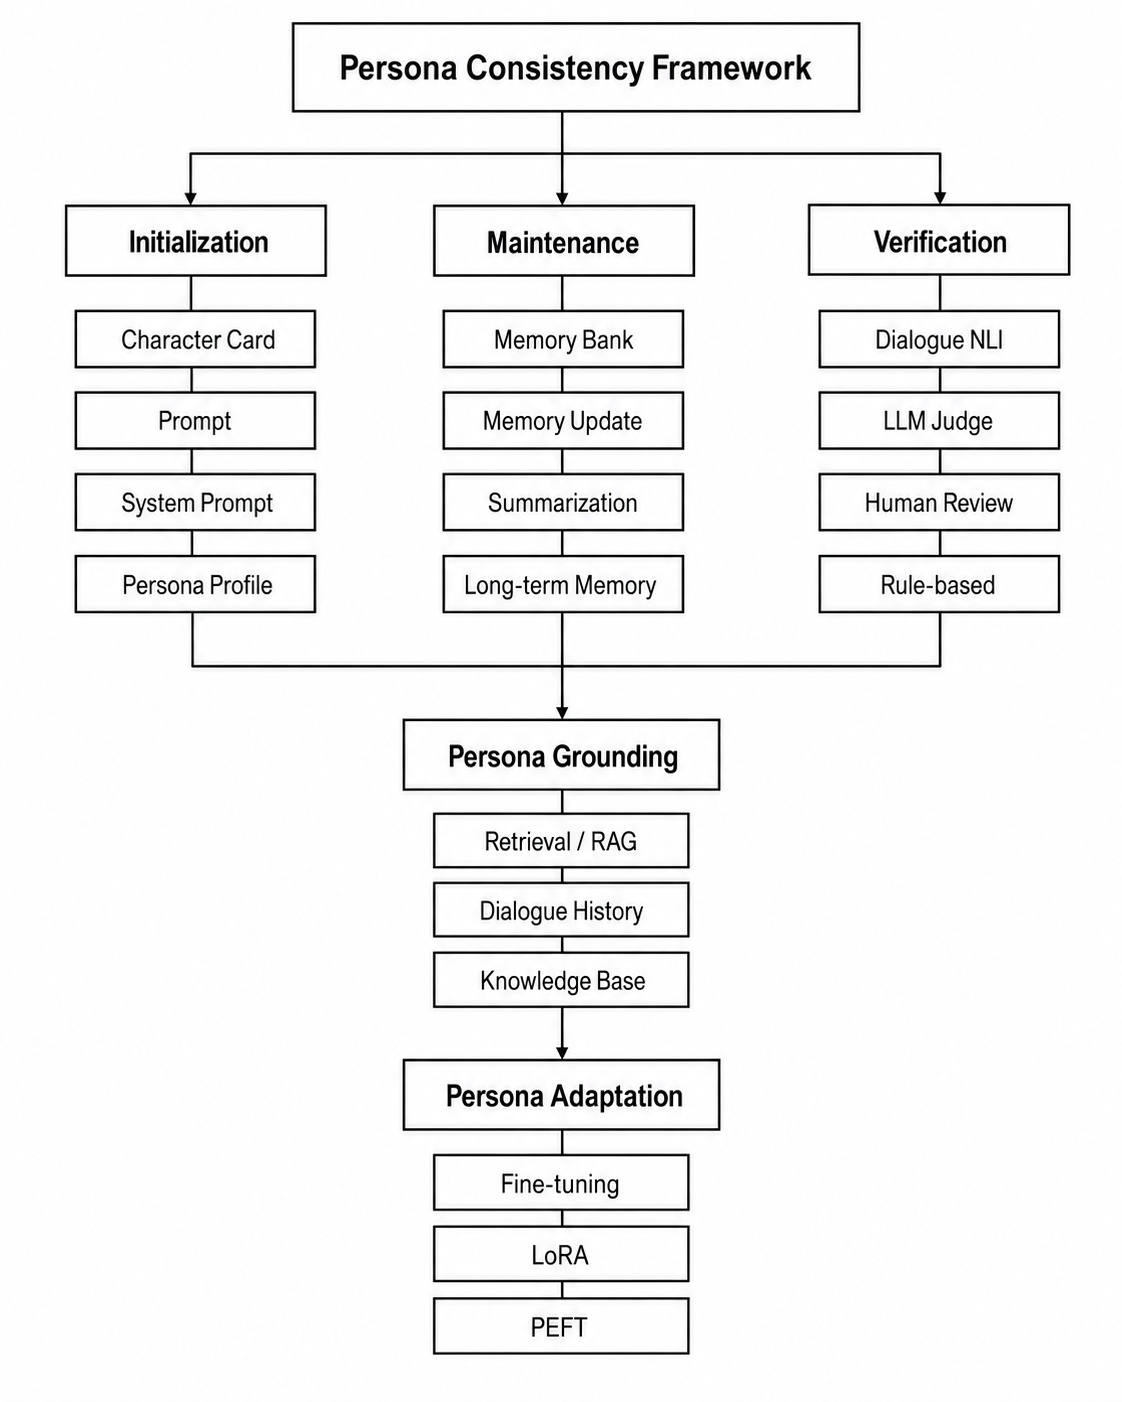 Persona Consistency Framework
Initialization
Character Card
Prompt
System Prompt
Persona Profile
Maintenance
Memory Bank
Memory Update
Summarization
Long-term Memory
Verification
Dialogue NLI
LLM Judge
Human Review
Rule-based
Persona Grounding
Retrieval / RAG
Dialogue History
Knowledge Base
Persona Adaptation
Fine-tuning
LoRA
PEFT